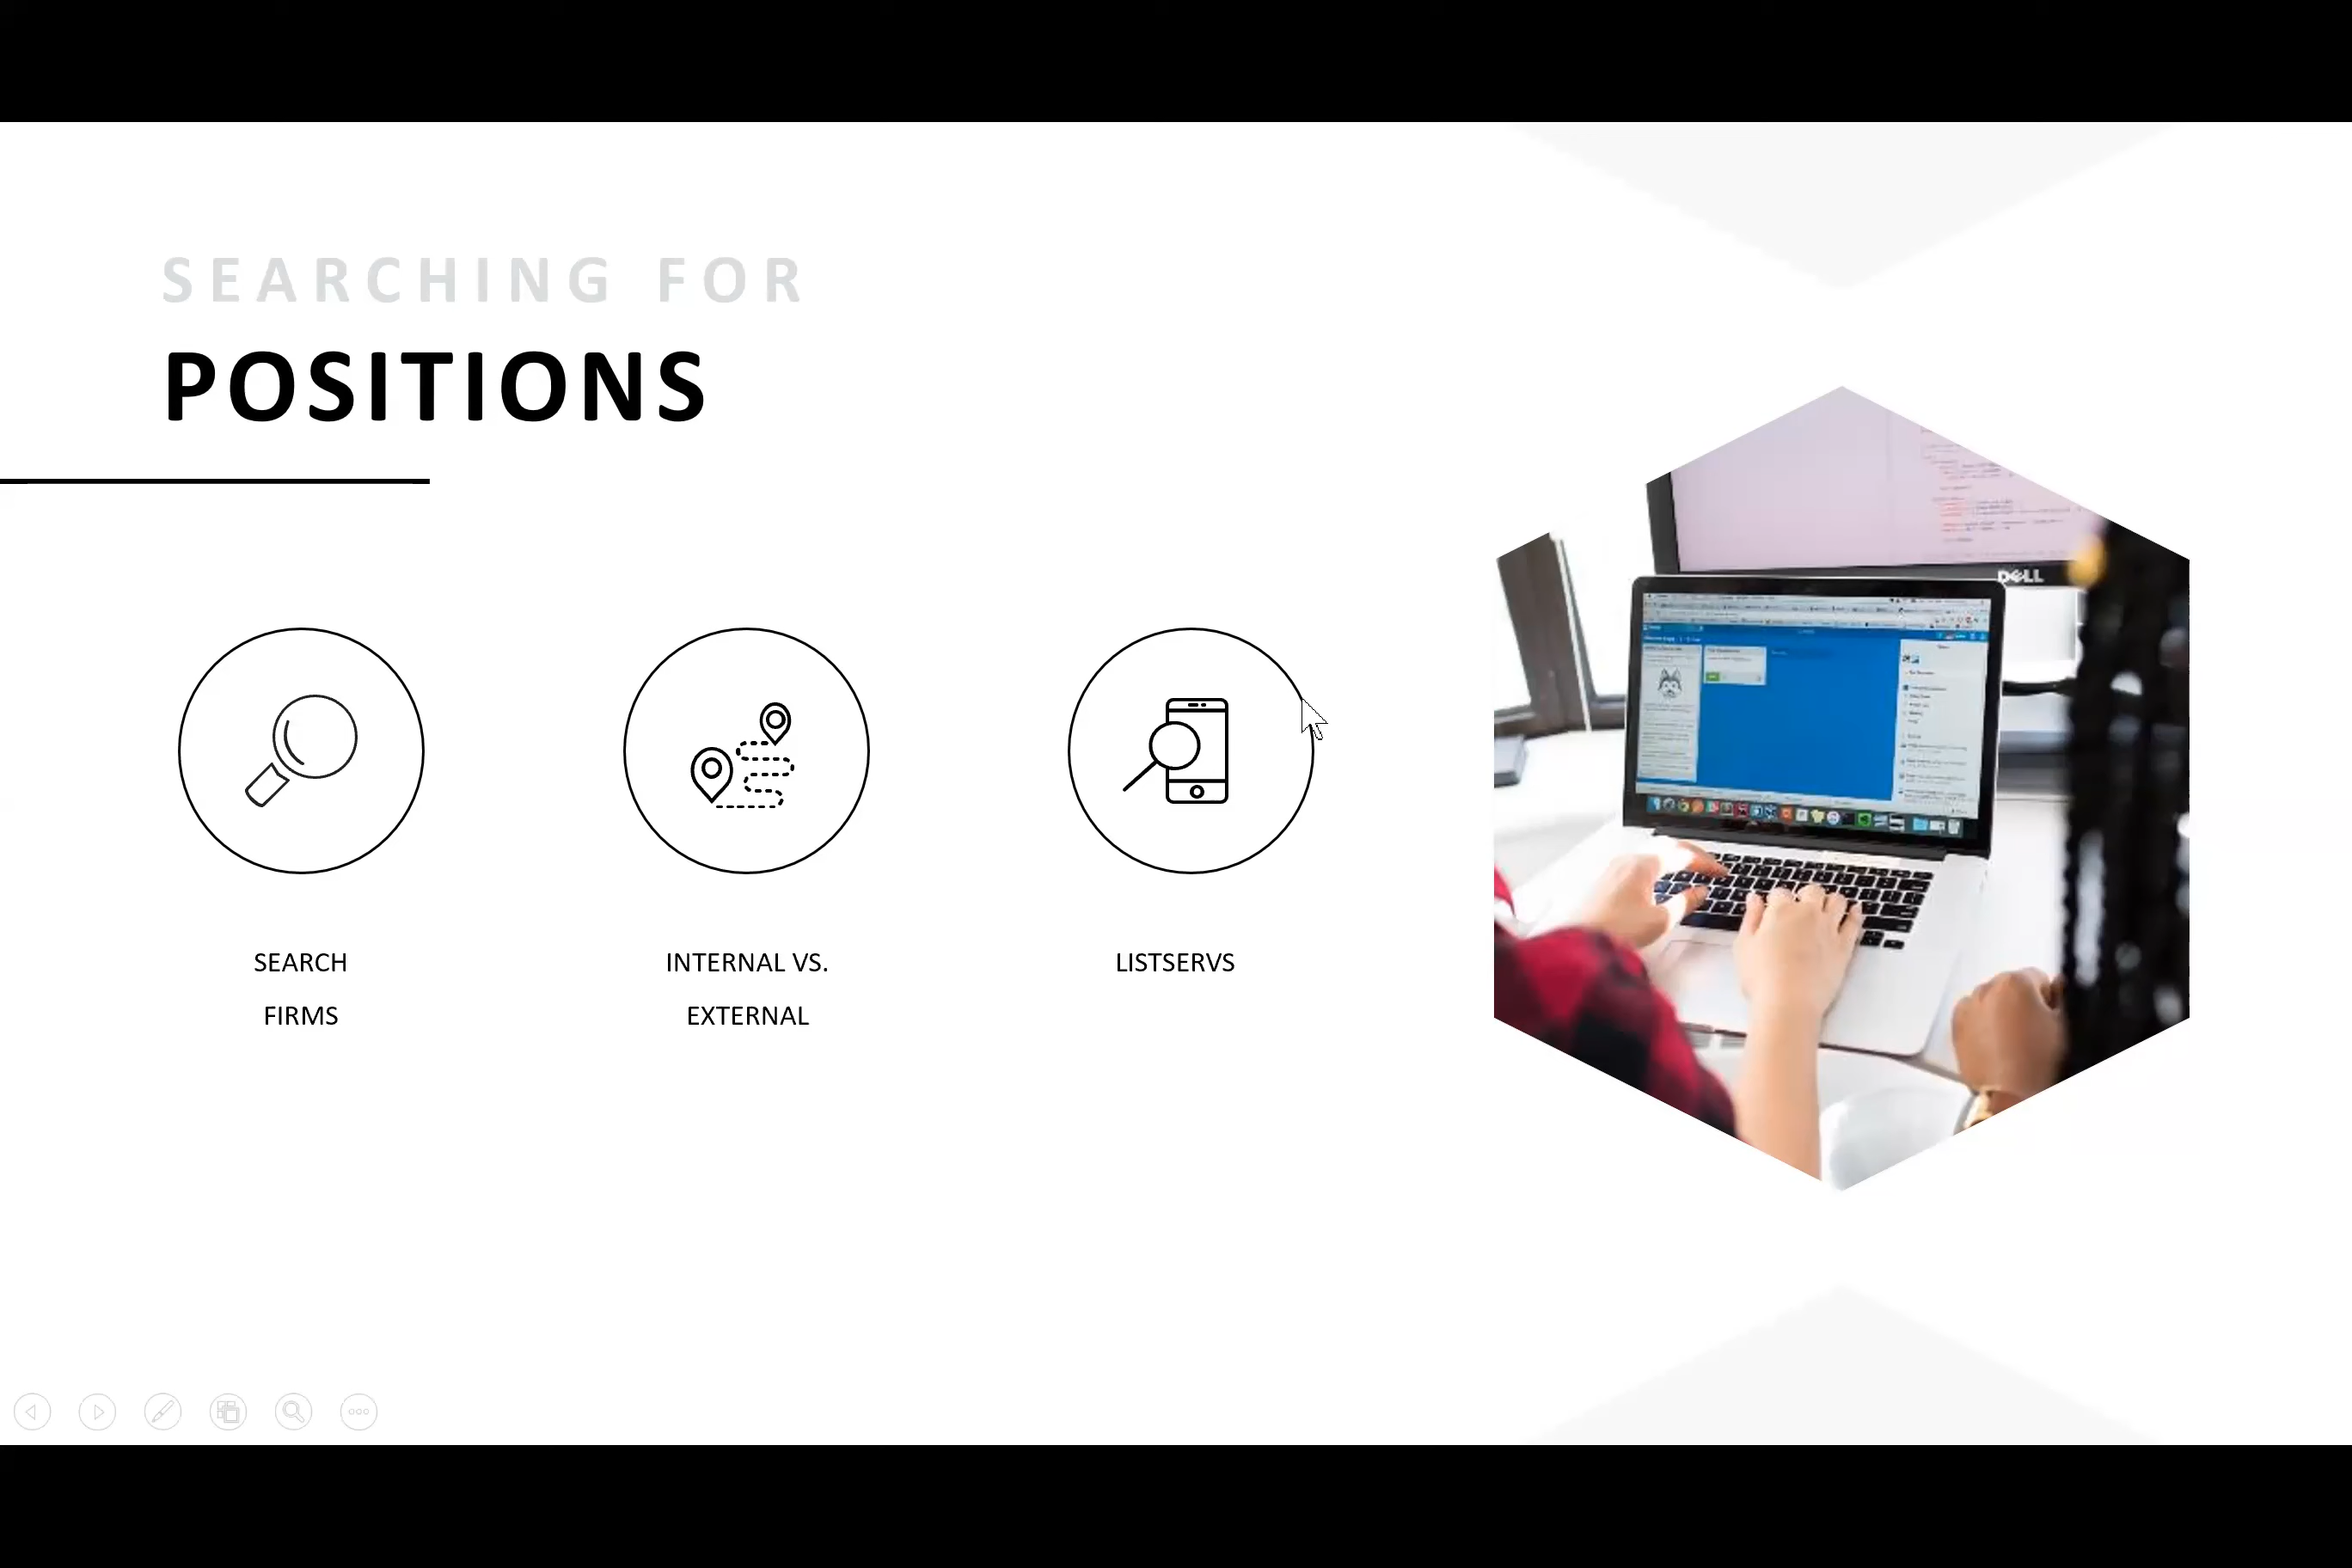 SEARCHING FOR
POSITIONS
SEARCH
FIRMS
INTERNAL VS.
EXTERNAL
LISTSERVS
DELL